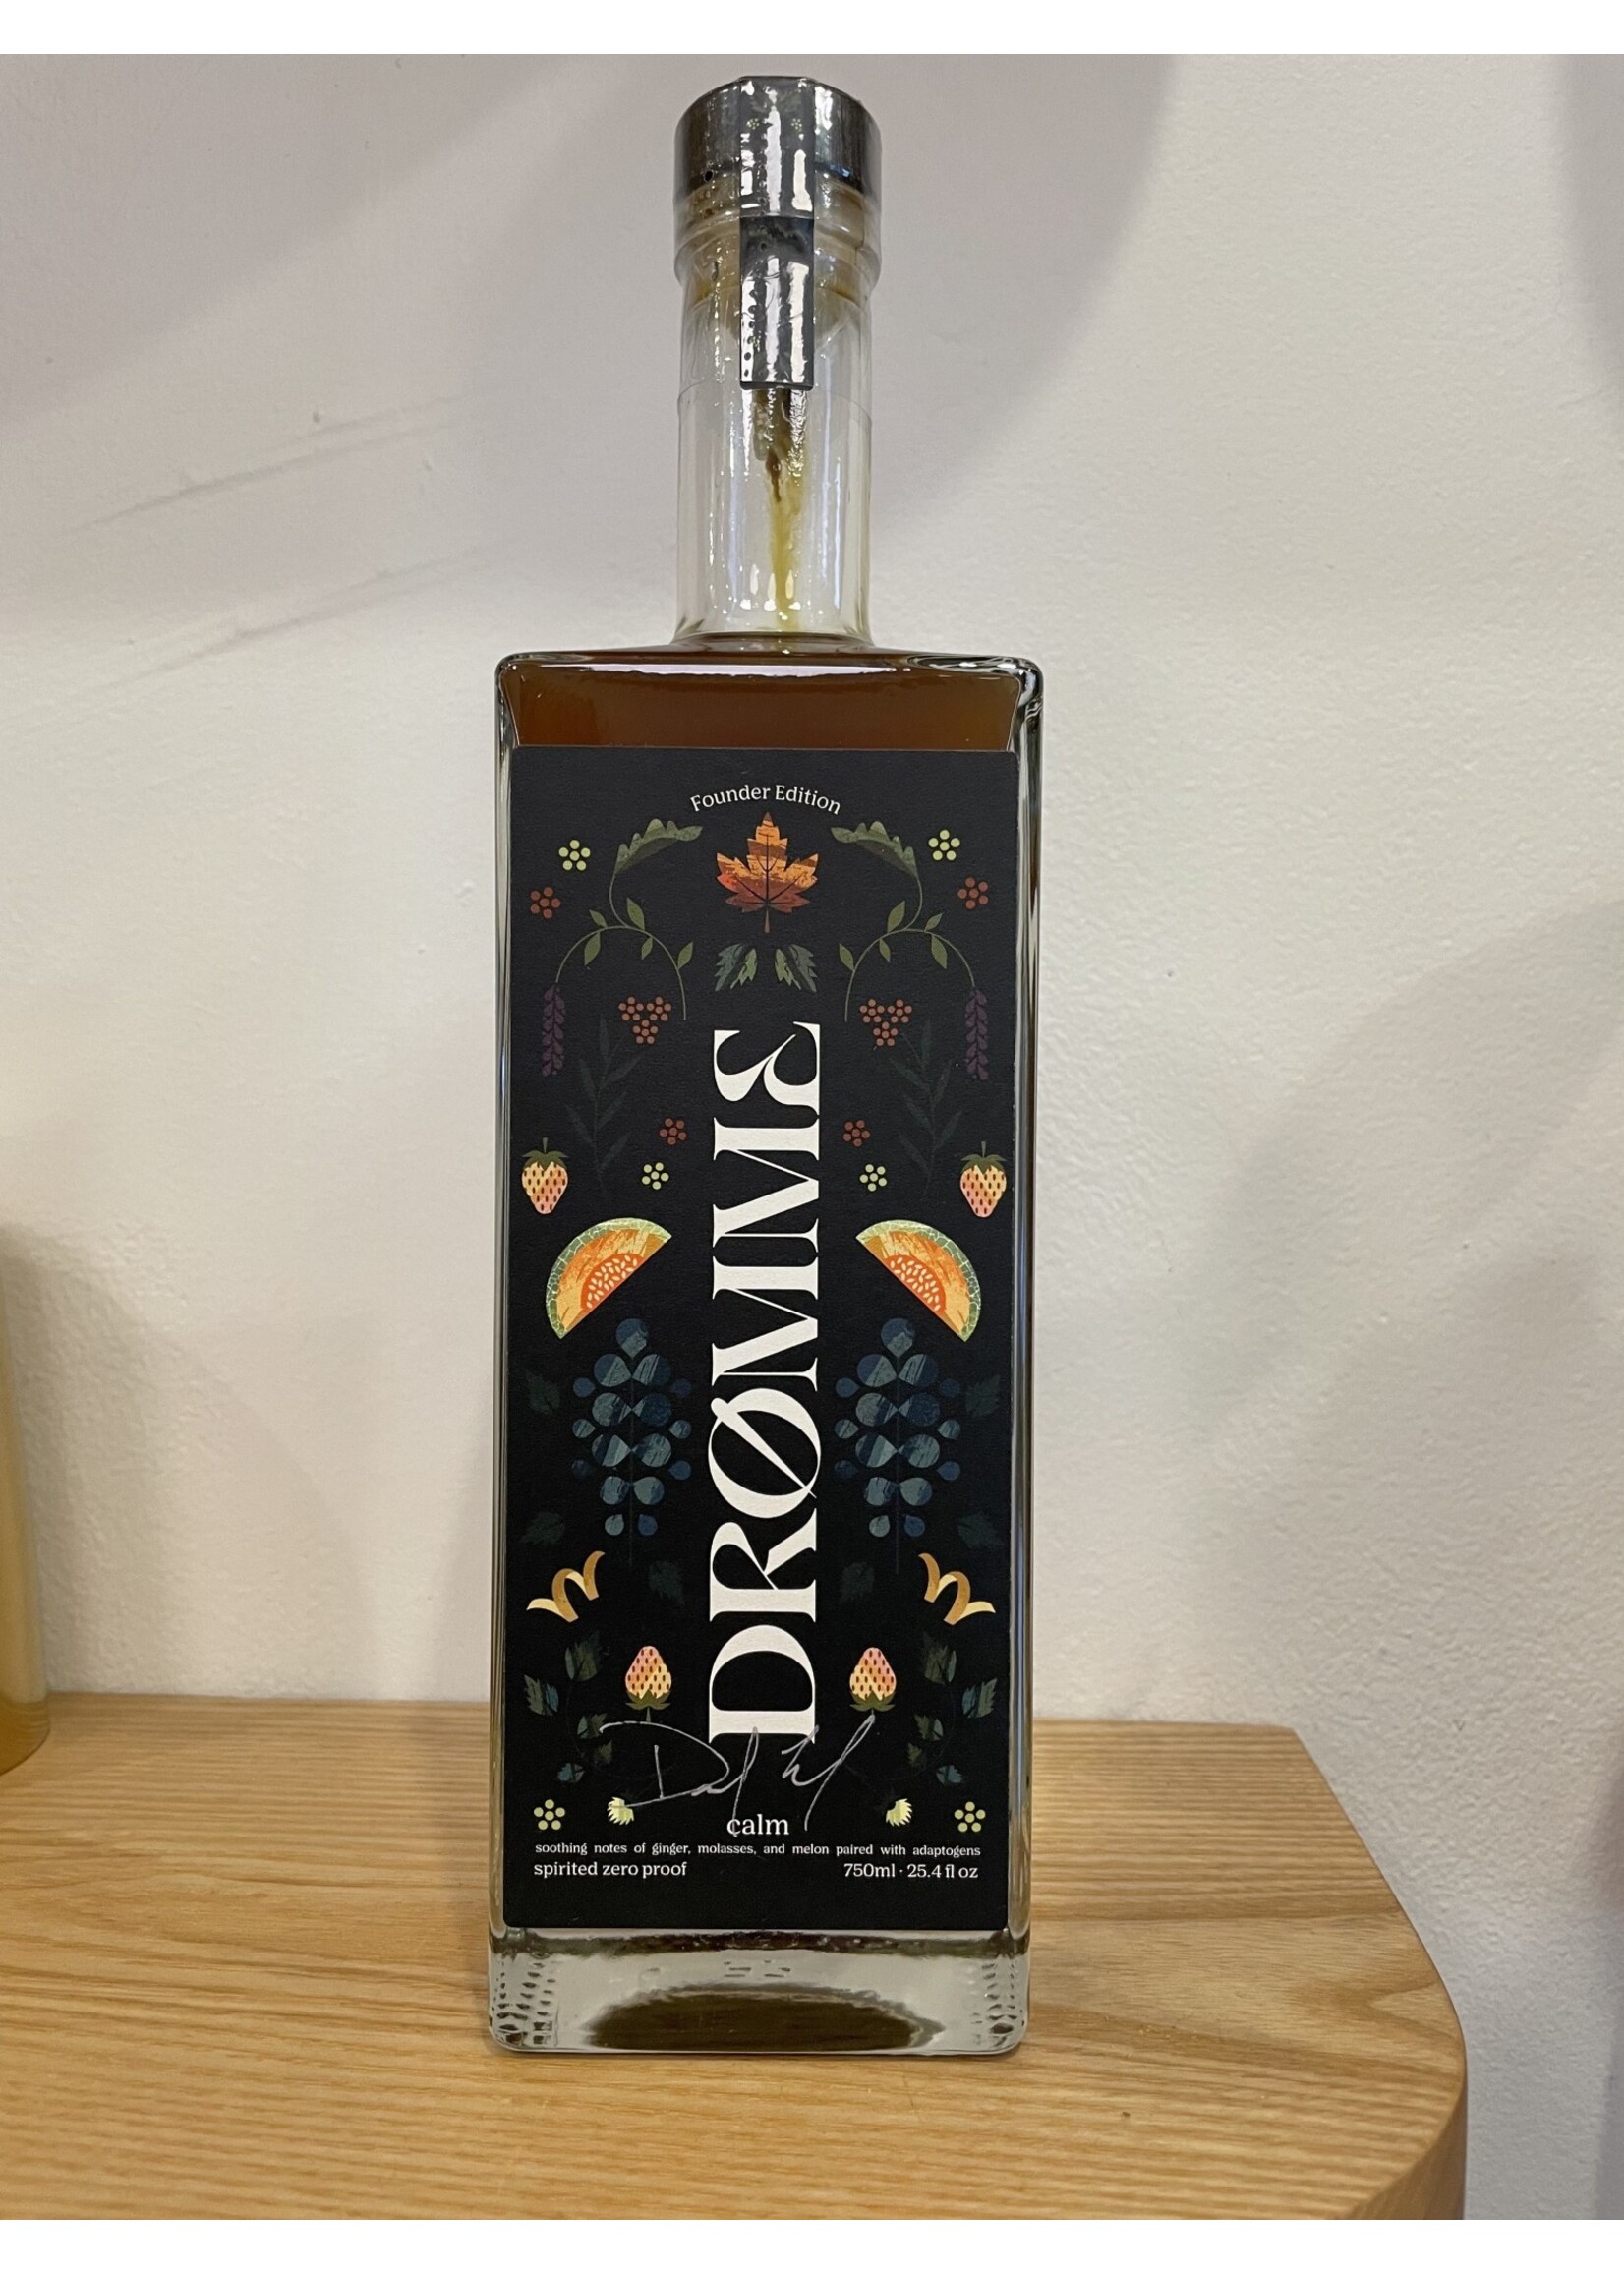 Founder Edition
DRØMME
calm
soothing notes of ginger, molasses, and melon paired with adaptogens
spirited zero proof
750ml · 25.4 fl oz